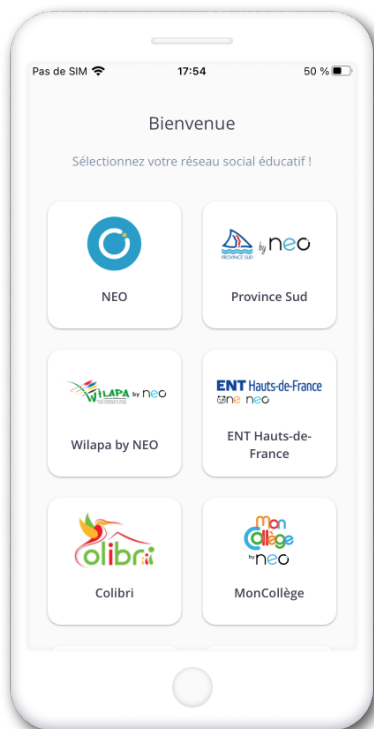 Pas de SIM 17:54 50 %
Bienvenue
Sélectionnez votre réseau social éducatif !
NEO
PROVINCE SUD by neo
Province Sud
WILAPA by neo
Wilapa by NEO
ENT Hauts-de-France
one neo
ENT Hauts-de-
France
Colibri
Colibri
Mon
Collège
by neo
MonCollège